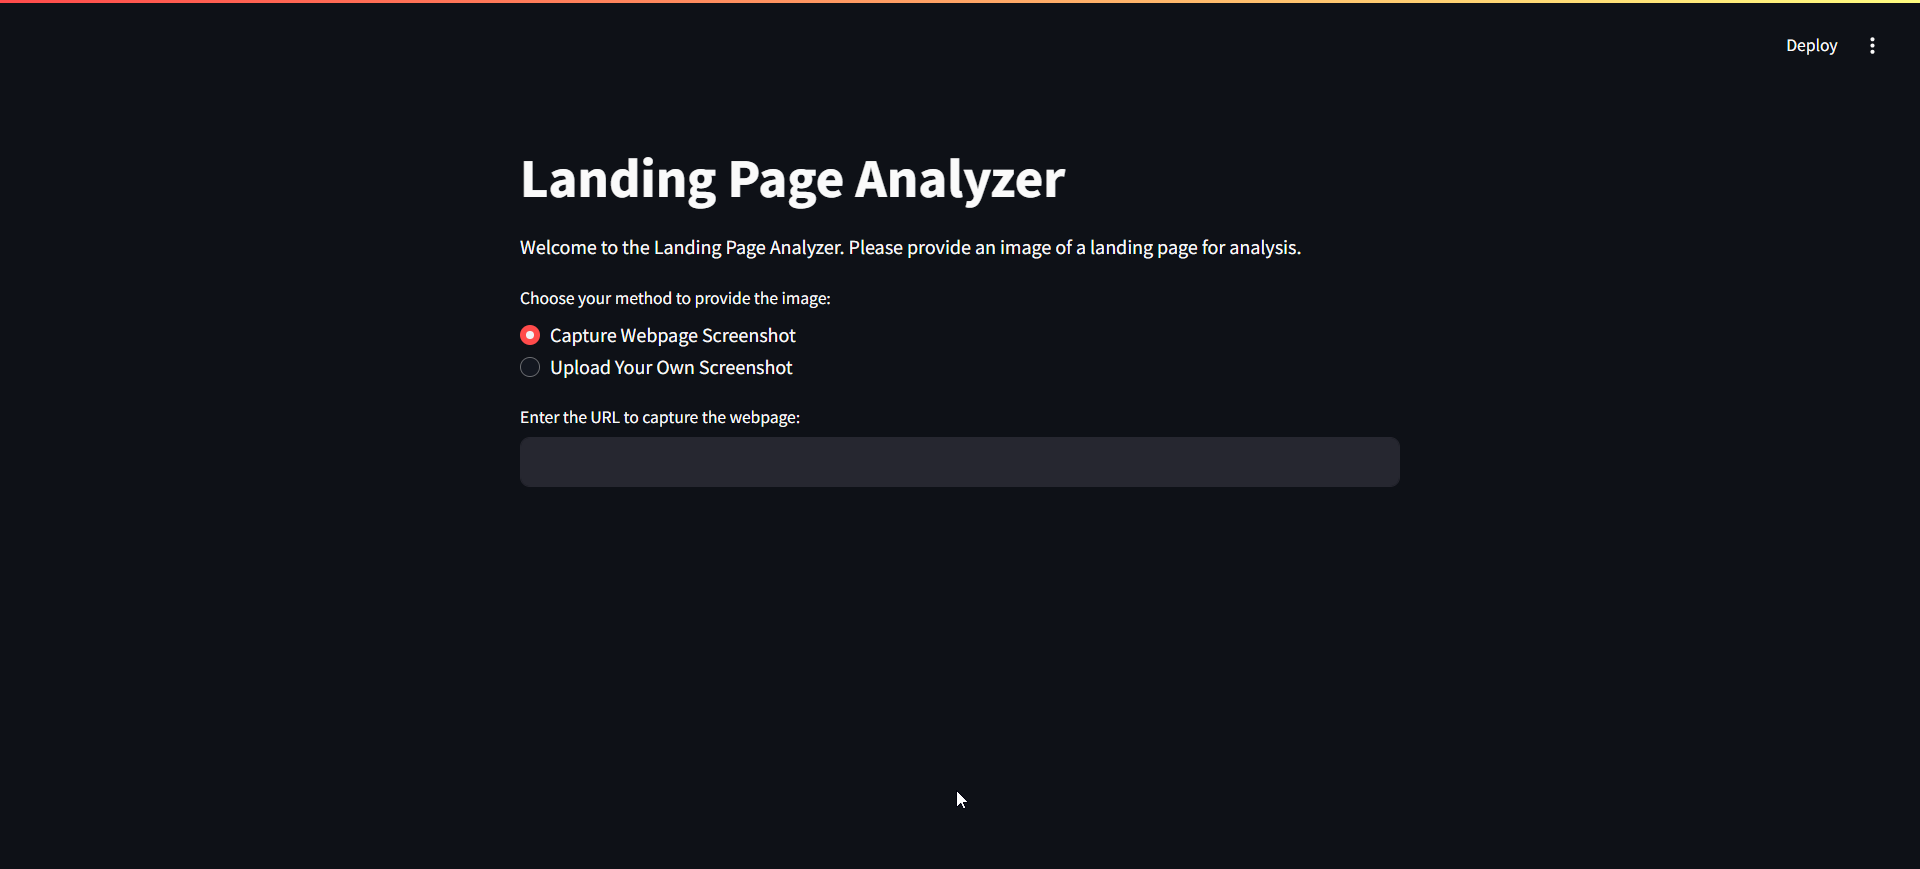 Deploy
Landing Page Analyzer
Welcome to the Landing Page Analyzer. Please provide an image of a landing page for analysis.
Choose your method to provide the image:
Capture Webpage Screenshot
Upload Your Own Screenshot
Enter the URL to capture the webpage: